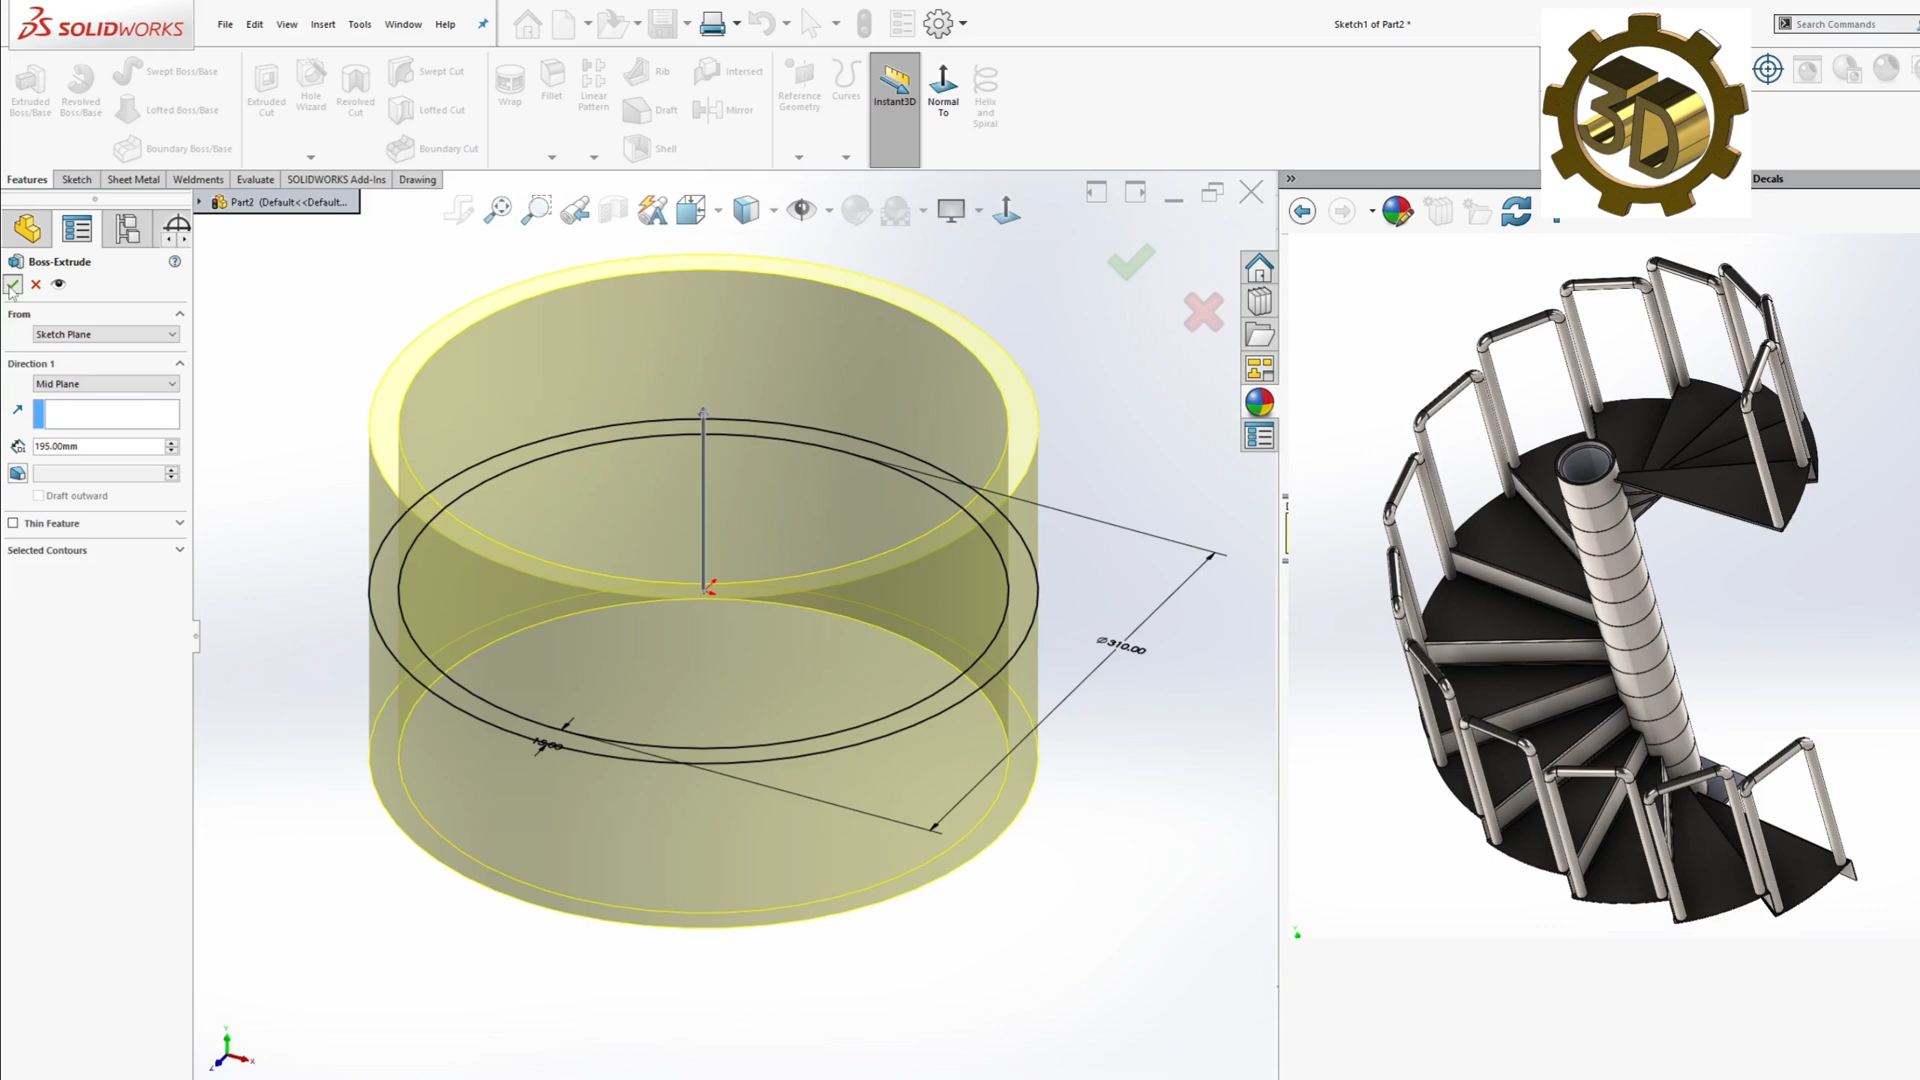 SOLIDWORKS
File Edit View Insert Tools Window Help
Sketch1 of Part2 *
Search Commands
Extruded Boss/Base
Revolved Boss/Base
Swept Boss/Base
Lofted Boss/Base
Boundary Boss/Base
Extruded Cut
Hole Wizard
Revolved Cut
Swept Cut
Lofted Cut
Boundary Cut
Wrap
Fillet
Linear Pattern
Rib
Draft
Shell
Intersect
Mirror
Reference Geometry
Curves
Instant3D
Normal To
Helix and Spiral
3D
Features Sketch Sheet Metal Weldments Evaluate SOLIDWORKS Add-Ins Drawing
Decals
Part2 (Default<<Default...
Boss-Extrude
From
Sketch Plane
Direction 1
Mid Plane
195.00mm
Draft outward
Thin Feature
Selected Contours
Ø310.00
15.00
Y
X
Z
Y